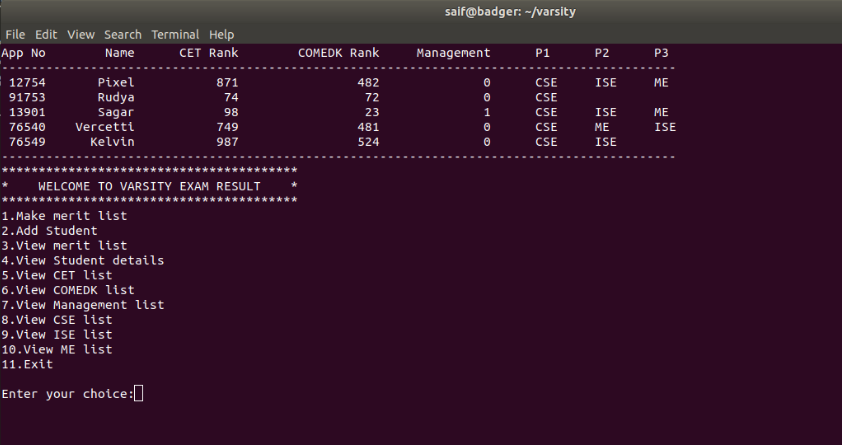 saif@badger: ~/varsity
File Edit View Search Terminal Help
App No        Name      CET Rank        COMEDK Rank     Management      P1      P2      P3
-------------------------------------------------------------------------------------------
 12754       Pixel           871                482              0      CSE     ISE     ME
 91753       Rudya            74                 72              0      CSE
 13901       Sagar            98                 23              1      CSE     ISE     ME
 76540    Vercetti           749                481              0      CSE     ME      ISE
 76549      Kelvin           987                524              0      CSE     ISE
-------------------------------------------------------------------------------------------
****************************************
*    WELCOME TO VARSITY EXAM RESULT    *
****************************************
1.Make merit list
2.Add Student
3.View merit list
4.View Student details
5.View CET list
6.View COMEDK list
7.View Management list
8.View CSE list
9.View ISE list
10.View ME list
11.Exit
Enter your choice: